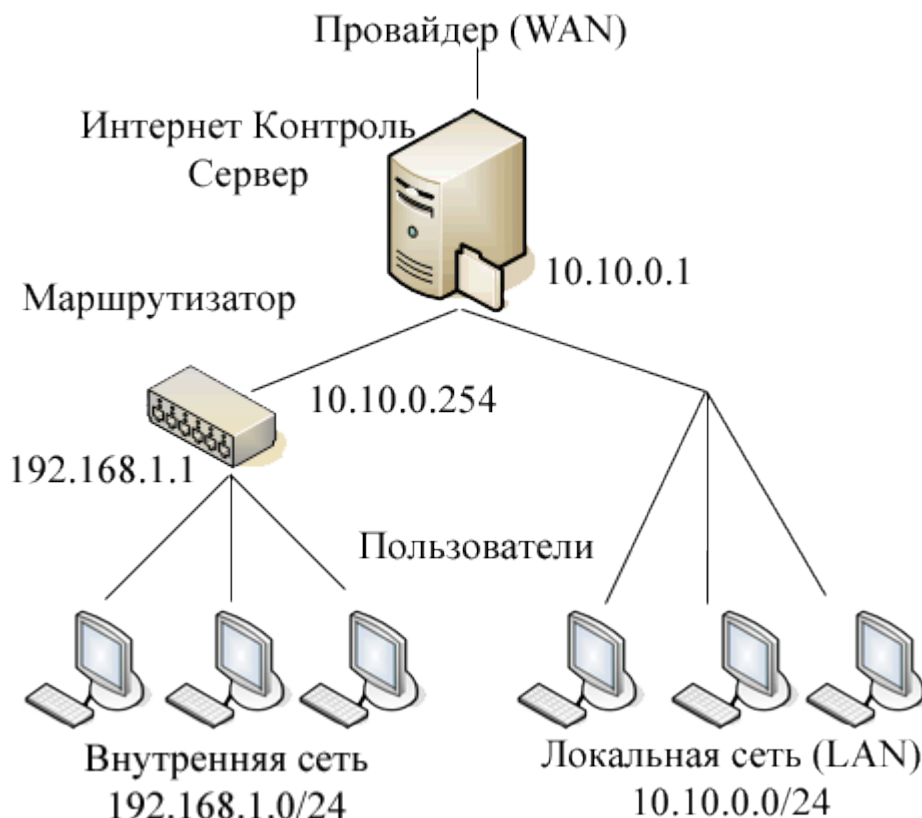 Провайдер (WAN)
Интернет Контроль
Сервер
10.10.0.1
Маршрутизатор
10.10.0.254
192.168.1.1
Пользователи
Внутренняя сеть
192.168.1.0/24
Локальная сеть (LAN)
10.10.0.0/24